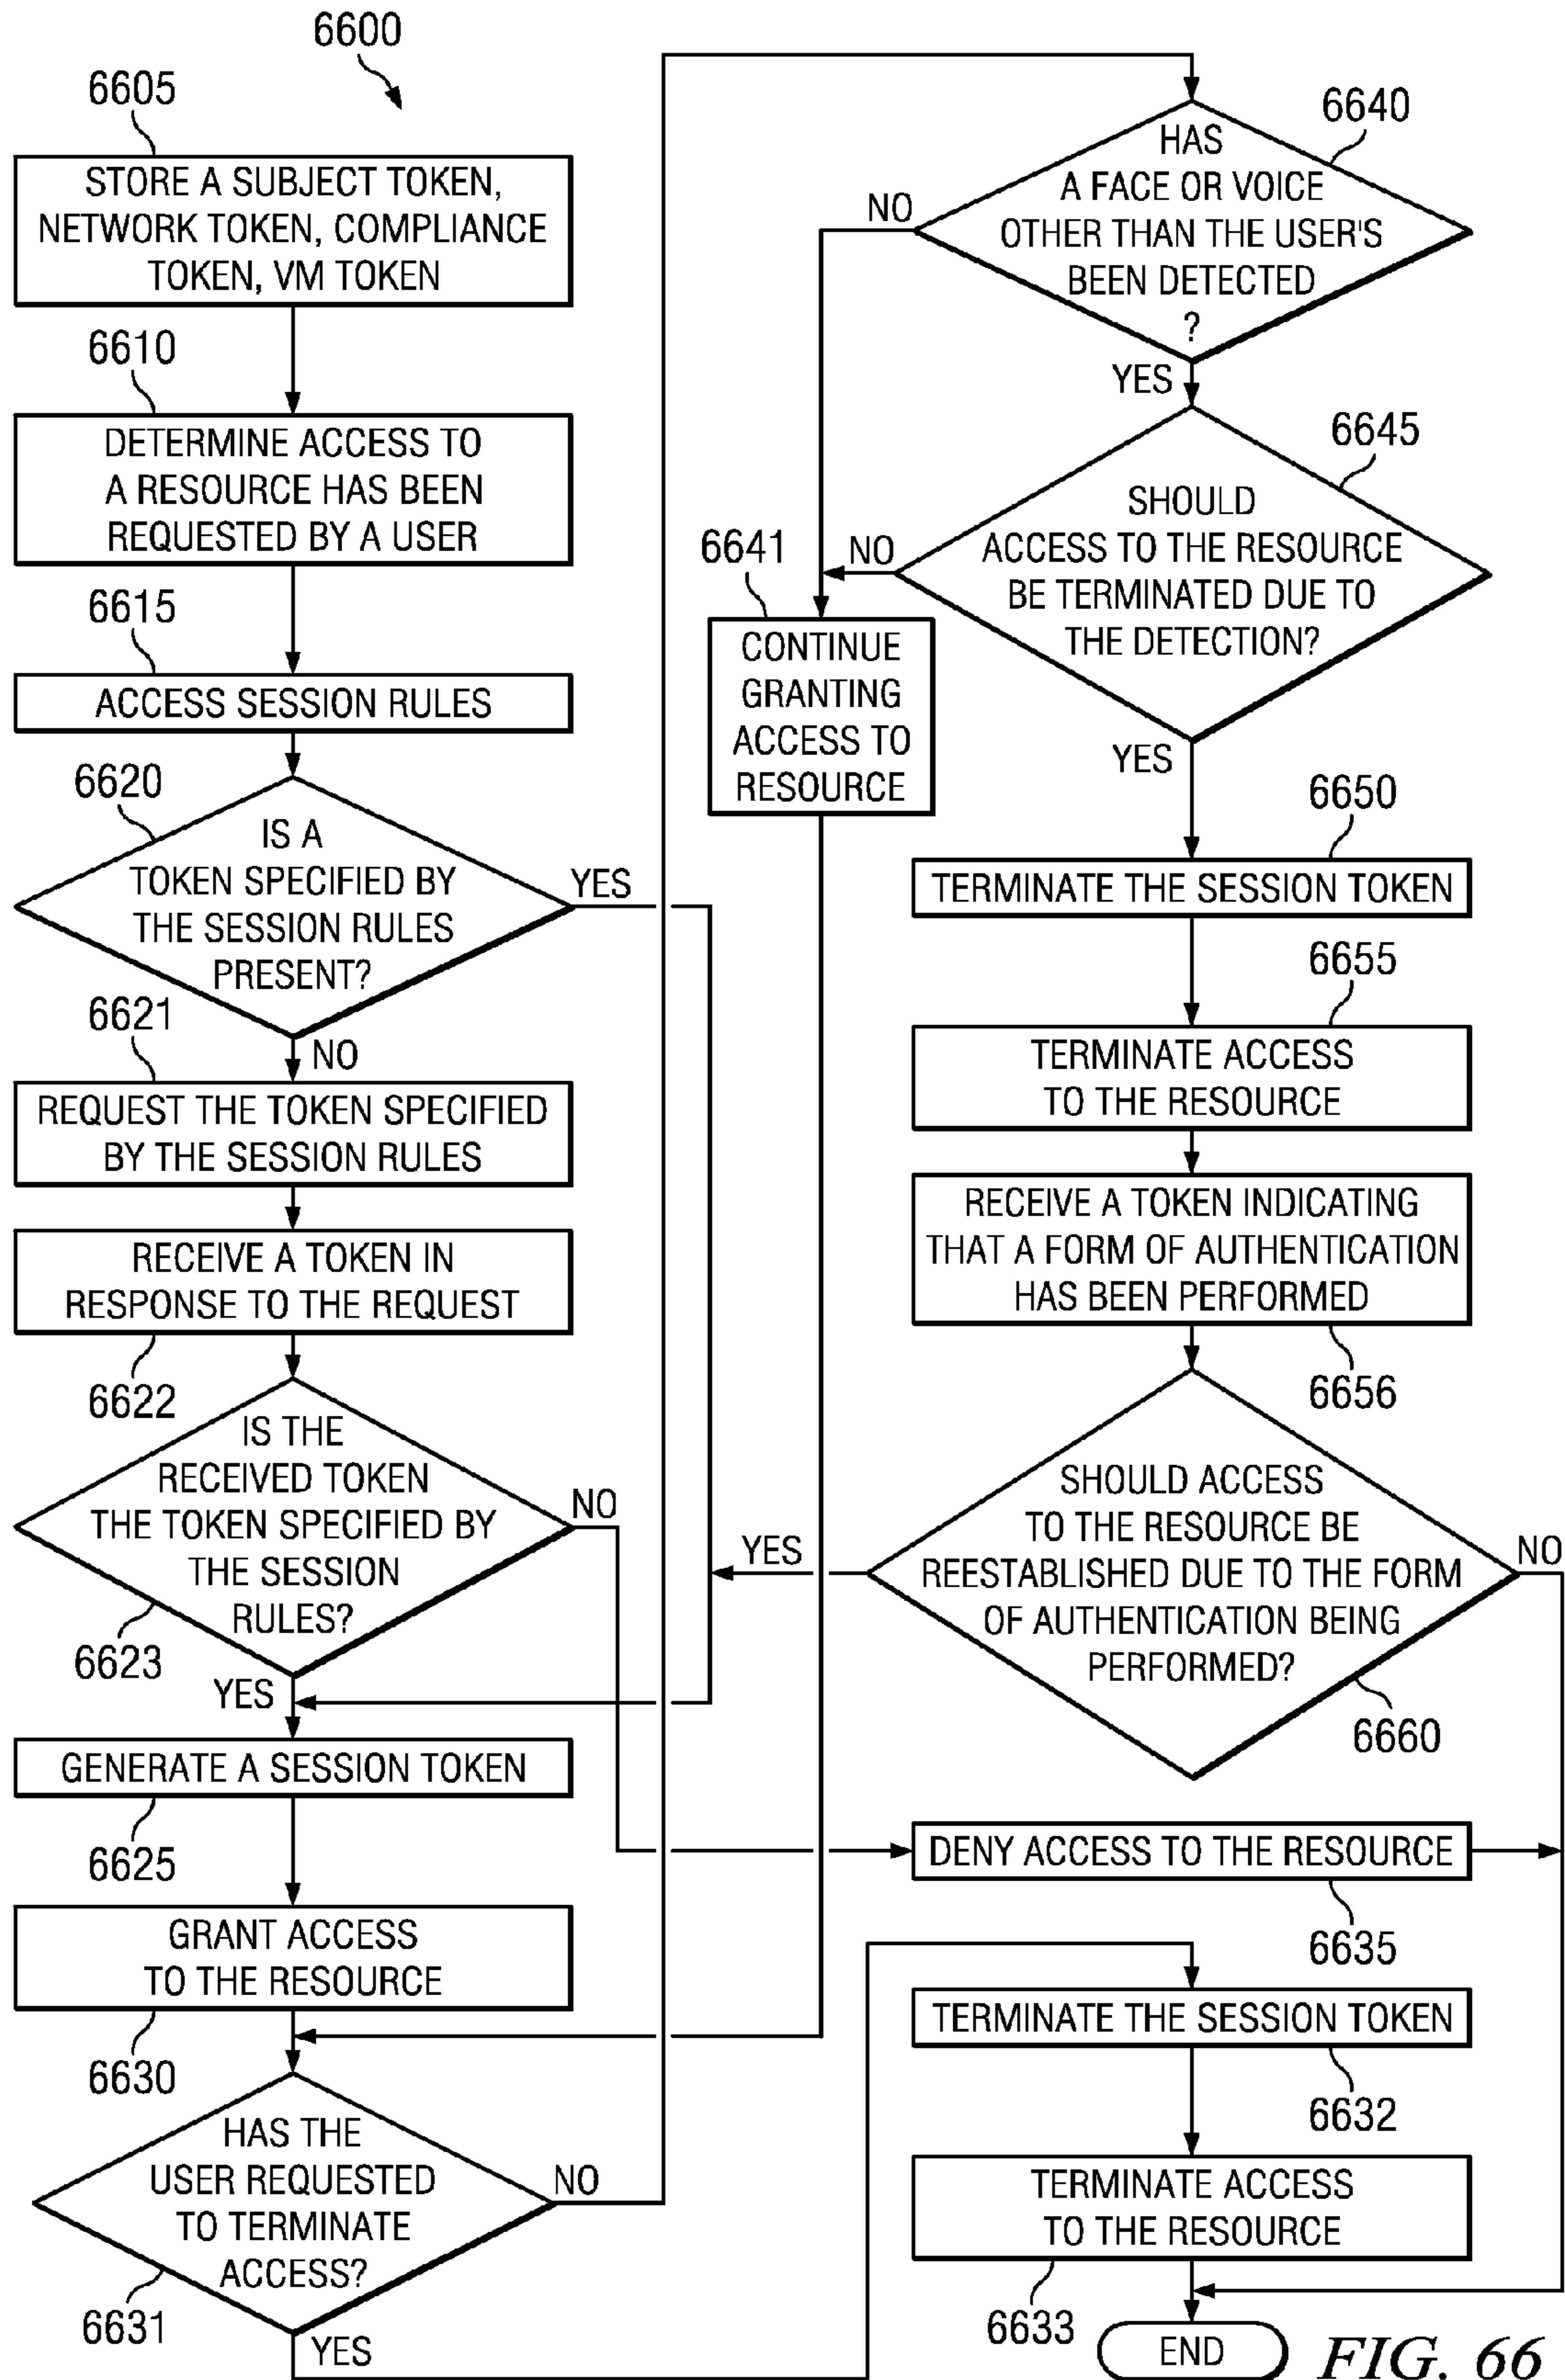 6600
6605
STORE A SUBJECT TOKEN,
NETWORK TOKEN, COMPLIANCE
TOKEN, VM TOKEN
6610
DETERMINE ACCESS TO
A RESOURCE HAS BEEN
REQUESTED BY A USER
6615
ACCESS SESSION RULES
6620
IS A
TOKEN SPECIFIED BY
THE SESSION RULES
PRESENT?
YES
6621
NO
REQUEST THE TOKEN SPECIFIED
BY THE SESSION RULES
RECEIVE A TOKEN IN
RESPONSE TO THE REQUEST
6622
IS THE
RECEIVED TOKEN
THE TOKEN SPECIFIED BY
THE SESSION
RULES?
NO
6623
YES
GENERATE A SESSION TOKEN
6625
GRANT ACCESS
TO THE RESOURCE
6630
HAS THE
USER REQUESTED
TO TERMINATE
ACCESS?
NO
6631
YES
6640
HAS
A FACE OR VOICE
OTHER THAN THE USER'S
BEEN DETECTED
?
NO
YES
6645
SHOULD
ACCESS TO THE RESOURCE
BE TERMINATED DUE TO
THE DETECTION?
NO
6641
CONTINUE
GRANTING
ACCESS TO
RESOURCE
YES
6650
TERMINATE THE SESSION TOKEN
6655
TERMINATE ACCESS
TO THE RESOURCE
RECEIVE A TOKEN INDICATING
THAT A FORM OF AUTHENTICATION
HAS BEEN PERFORMED
6656
SHOULD ACCESS
TO THE RESOURCE BE
REESTABLISHED DUE TO THE FORM
OF AUTHENTICATION BEING
PERFORMED?
YES
NO
6660
DENY ACCESS TO THE RESOURCE
6635
TERMINATE THE SESSION TOKEN
6632
TERMINATE ACCESS
TO THE RESOURCE
6633
END
FIG. 66